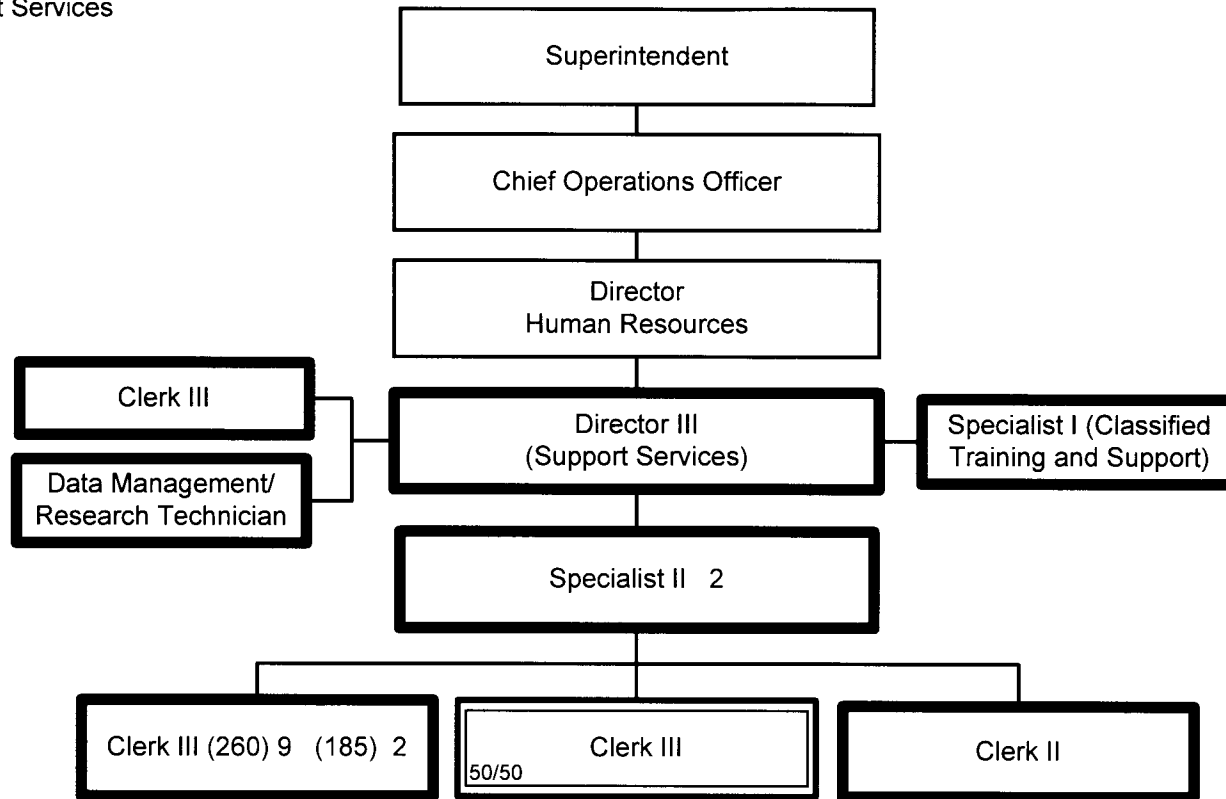 t Services
Superintendent
Chief Operations Officer
Director
Human Resources
Clerk III
Director III
(Support Services)
Specialist I (Classified
Training and Support)
Data Management/
Research Technician
Specialist II 2
Clerk III (260) 9 (185) 2
Clerk III
50/50
Clerk II